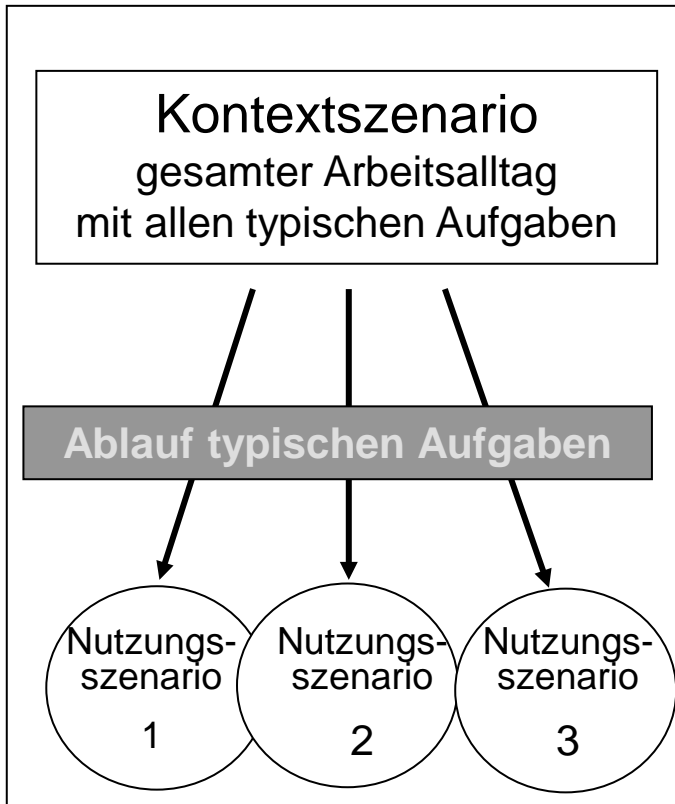 Kontextszenario
gesamter Arbeitsalltag
mit allen typischen Aufgaben
Ablauf typischen Aufgaben
Nutzungs-
szenario
1
Nutzungs-
szenario
2
Nutzungs-
szenario
3